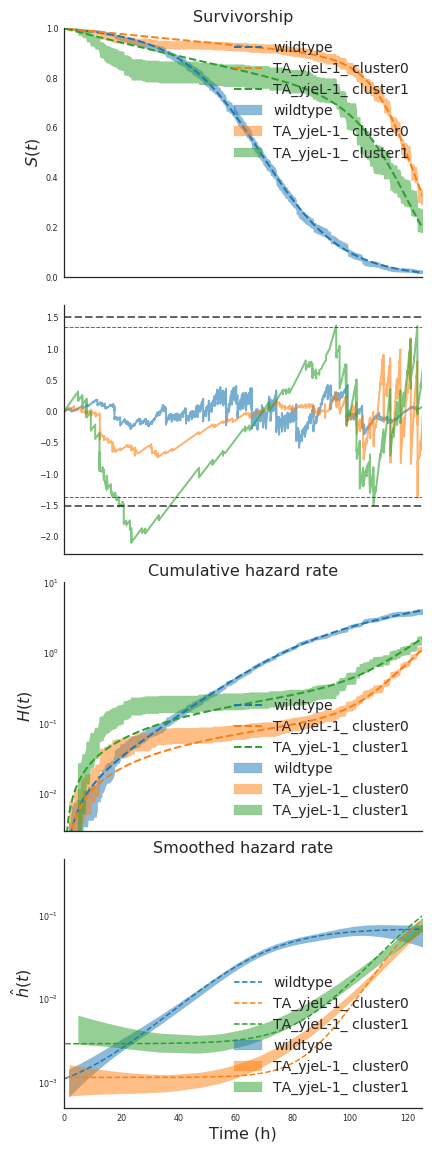 Survivorship
1.0
0.8
0.6
0.4
0.2
0.0
S(t)
wildtype
TA_yjeL-1_ cluster0
TA_yjeL-1_ cluster1
wildtype
TA_yjeL-1_ cluster0
TA_yjeL-1_ cluster1
1.5
1.0
0.5
0.0
−0.5
−1.0
−1.5
−2.0
Cumulative hazard rate
10¹
10⁰
10⁻¹
10⁻²
H(t)
wildtype
TA_yjeL-1_ cluster0
TA_yjeL-1_ cluster1
wildtype
TA_yjeL-1_ cluster0
TA_yjeL-1_ cluster1
Smoothed hazard rate
10⁻¹
10⁻²
10⁻³
ĥ(t)
wildtype
TA_yjeL-1_ cluster0
TA_yjeL-1_ cluster1
wildtype
TA_yjeL-1_ cluster0
TA_yjeL-1_ cluster1
0 20 40 60 80 100 120
Time (h)